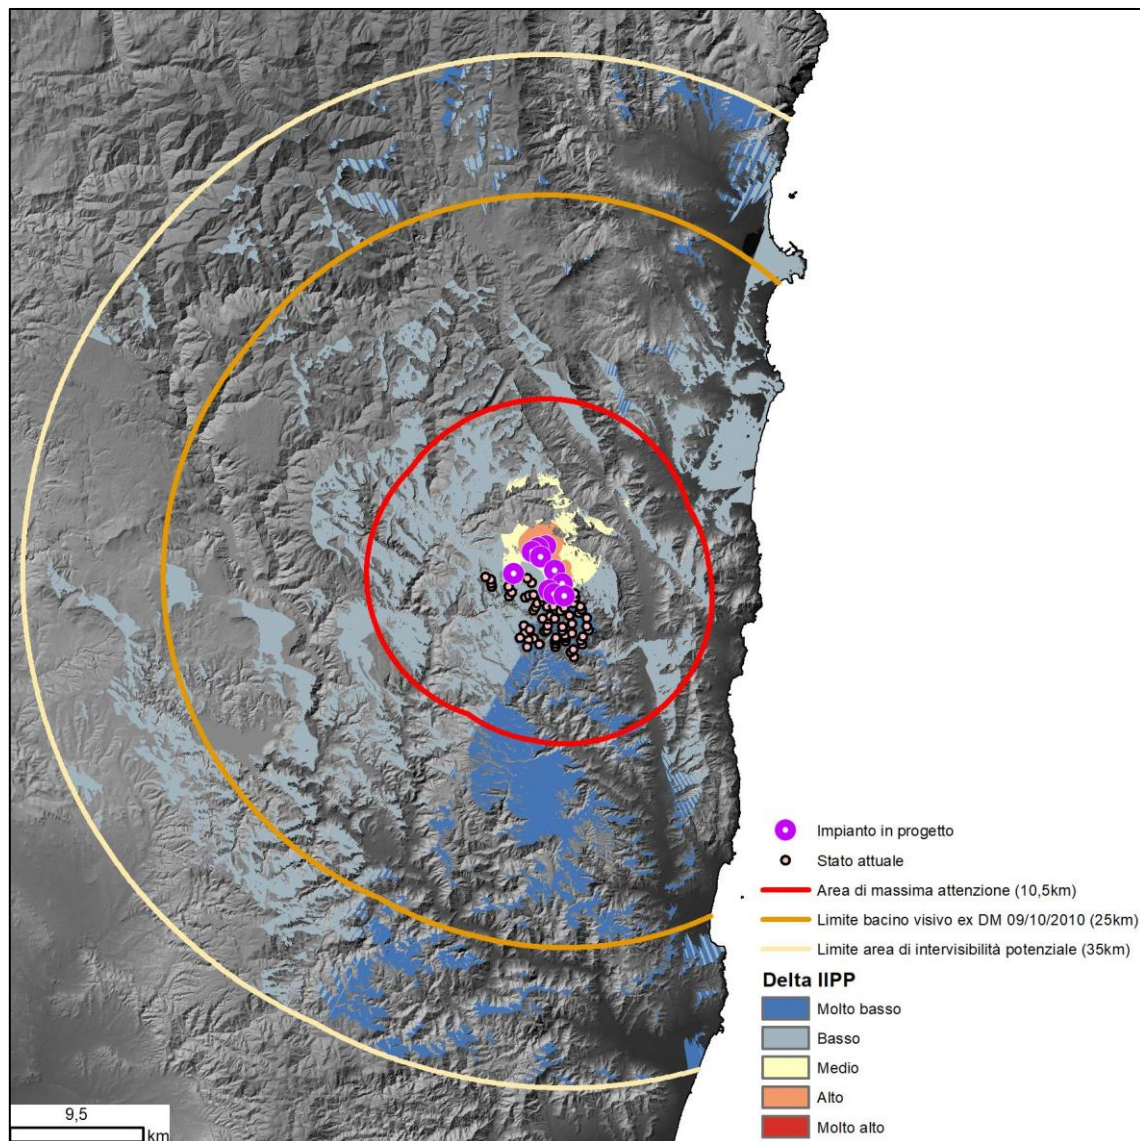 Impianto in progetto
Stato attuale
Area di massima attenzione (10,5km)
Limite bacino visivo ex DM 09/10/2010 (25km)
Limite area di intervisibilità potenziale (35km)
Delta IIPP
Molto basso
Basso
Medio
Alto
Molto alto
9,5
km